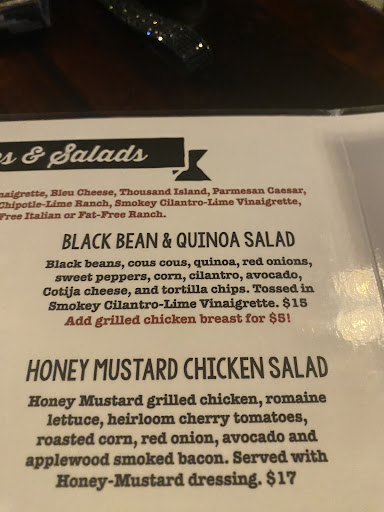 & Salads
Bleu Cheese, Thousand Island, Parmesan Caesar,
Chipotle-Lime Ranch, Smokey Cilantro-Lime Vinaigrette,
Free Italian or Fat-Free Ranch.
BLACK BEAN & QUINOA SALAD
Black beans, cous cous, quinoa, red onions,
sweet peppers, corn, cilantro, avocado,
Cotija cheese, and tortilla chips. Tossed in
Smokey Cilantro-Lime Vinaigrette. $15
Add grilled chicken breast for $5!
HONEY MUSTARD CHICKEN SALAD
Honey Mustard grilled chicken, romaine
lettuce, heirloom cherry tomatoes,
roasted corn, red onion, avocado and
applewood smoked bacon. Served with
Honey-Mustard dressing. $17